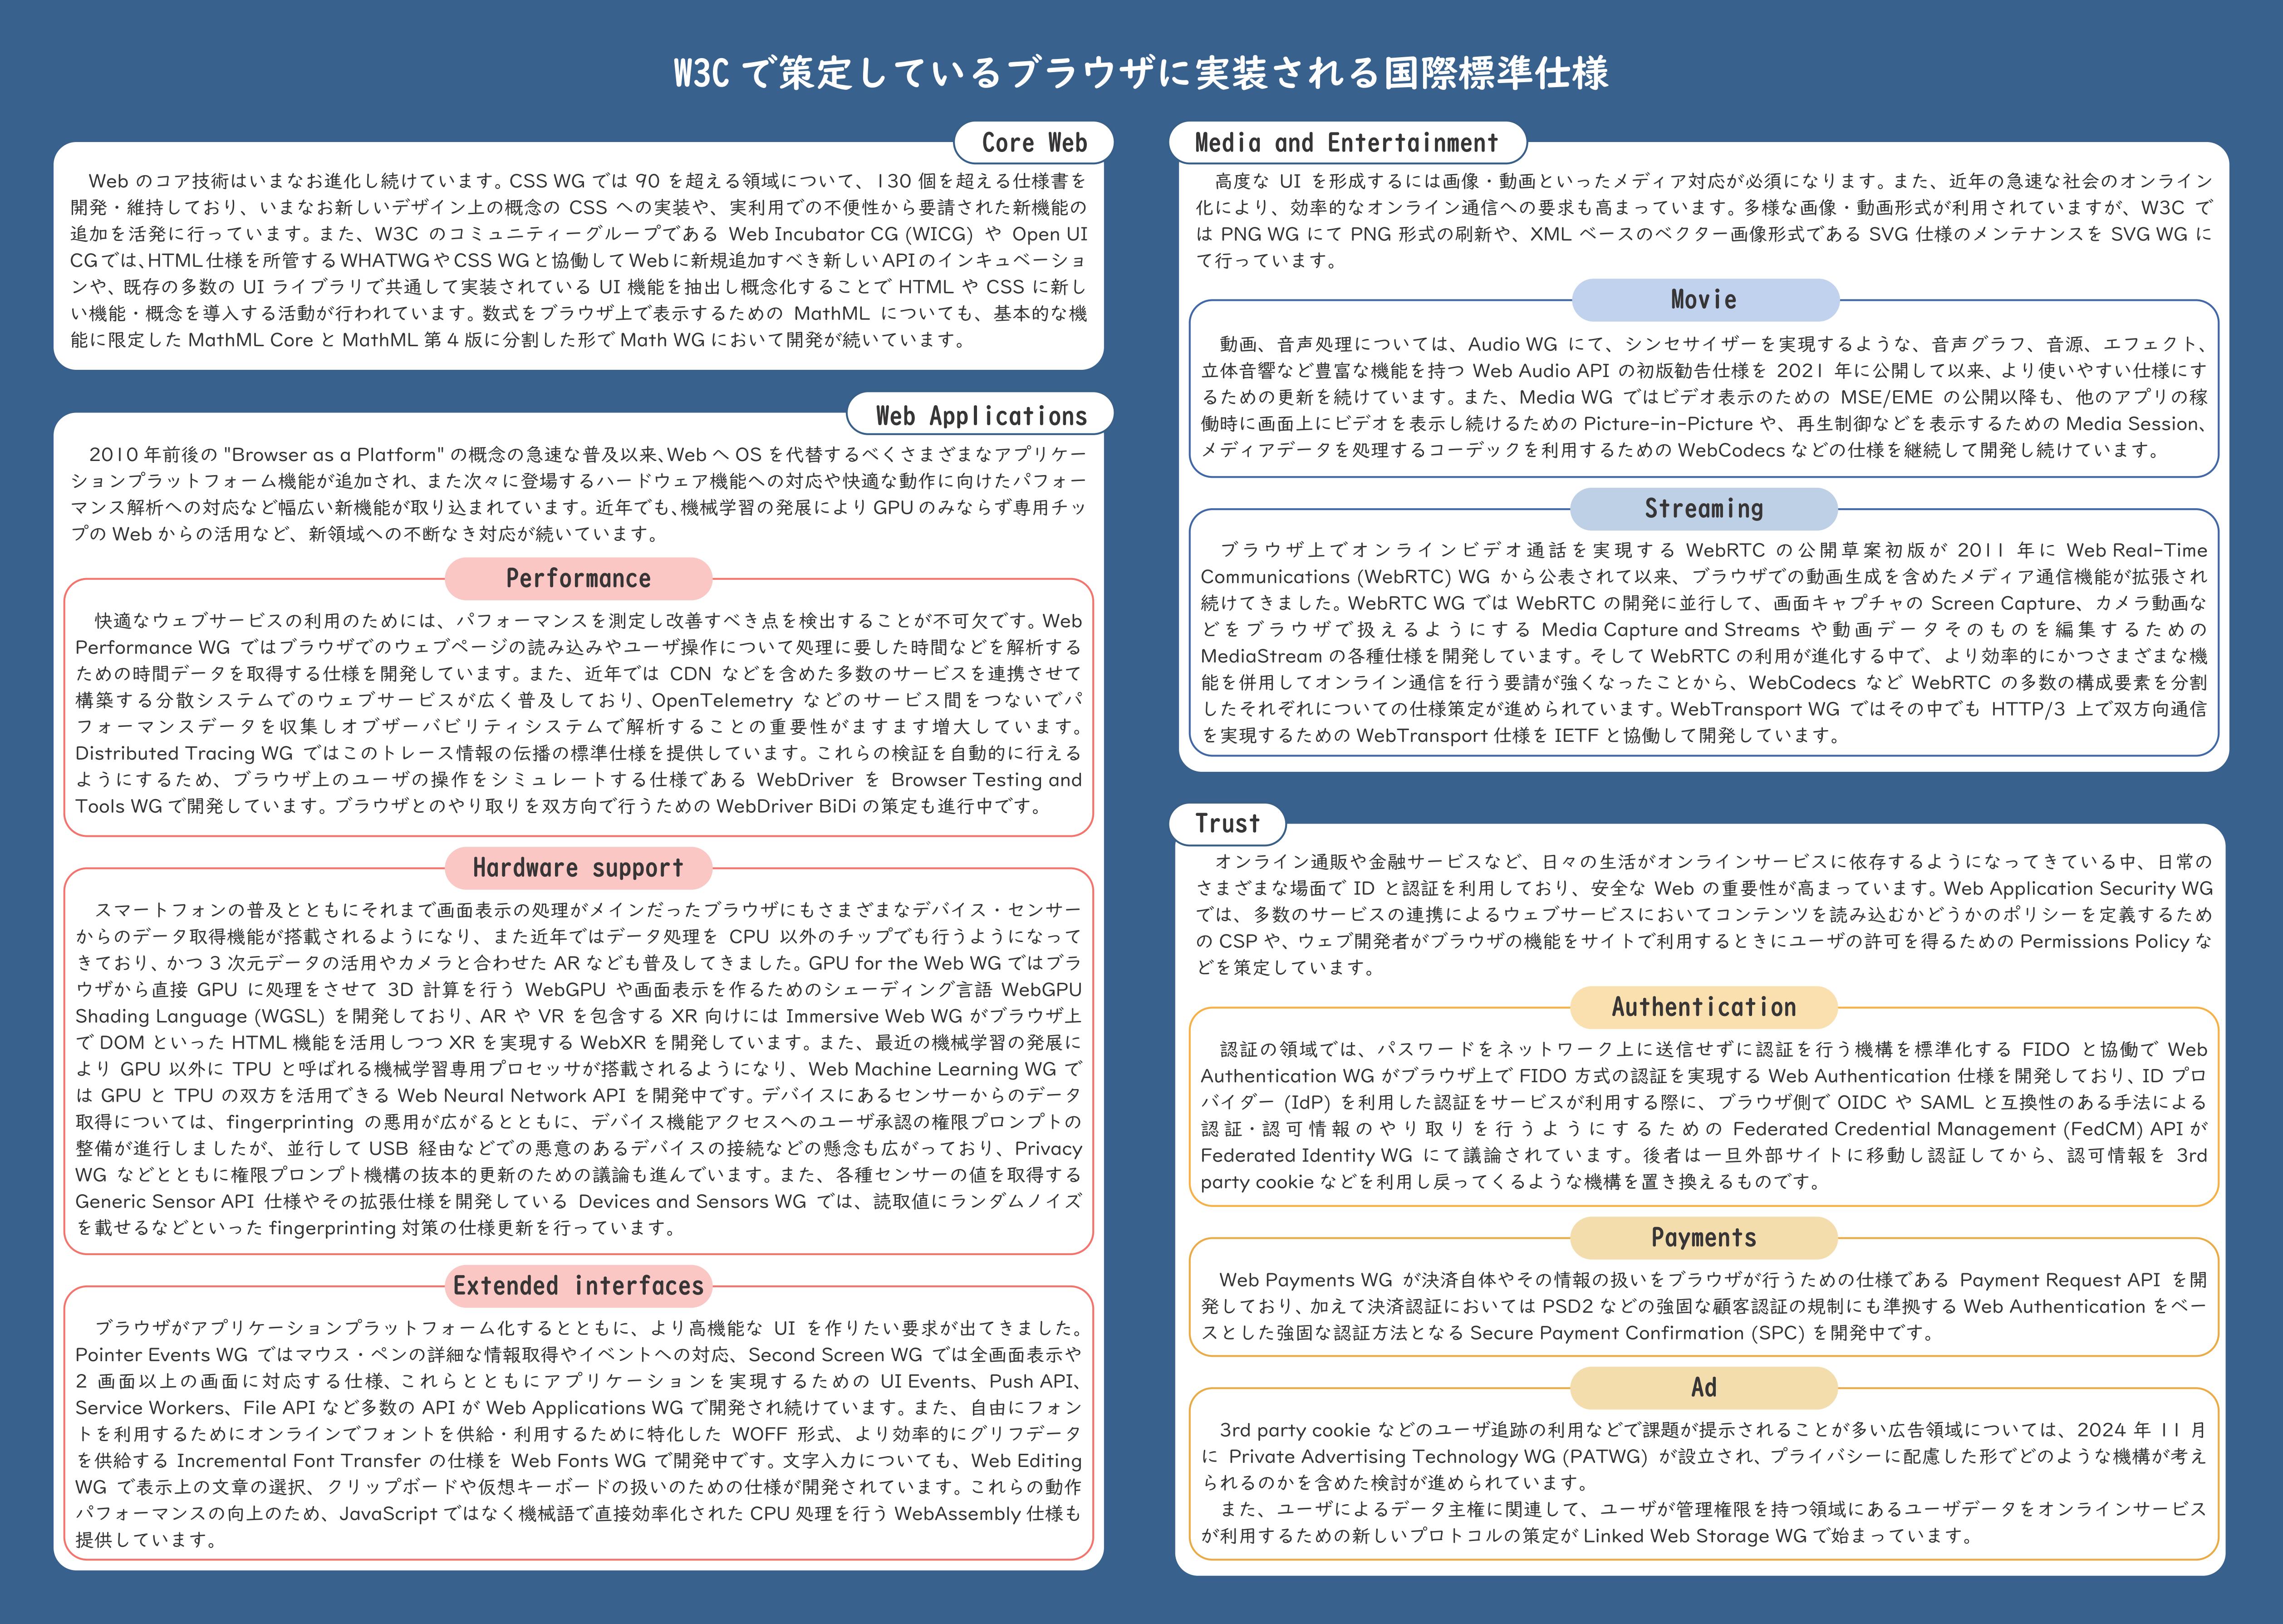 W3C で策定しているブラウザに実装される国際標準仕様
Core Web
Web のコア技術はいまなお進化し続けています。CSS WG では 90 を超える領域について、130 個を超える仕様書を
開発・維持しており、いまなお新しいデザイン上の概念の CSS への実装や、実利用での不便性から要請された新機能の
追加を活発に行っています。また、W3C のコミュニティーグループである Web Incubator CG (WICG) や Open UI
CG では、HTML 仕様を所管する WHATWG や CSS WG と協働して Web に新規追加すべき新しい API のインキュベーショ
ンや、既存の多数の UI ライブラリで共通して実装されている UI 機能を抽出し概念化することで HTML や CSS に新し
い機能・概念を導入する活動が行われています。数式をブラウザ上で表示するための MathML についても、基本的な機
能に限定した MathML Core と MathML 第 4 版に分割した形で Math WG において開発が続いています。
Web Applications
2010 年前後の "Browser as a Platform" の概念の急速な普及以来、Web へ OS を代替するべくさまざまなアプリケー
ションプラットフォーム機能が追加され、また次々に登場するハードウェア機能への対応や快適な動作に向けたパフォー
マンス解析への対応など幅広い新機能が取り込まれています。近年でも、機械学習の発展により GPU のみならず専用チッ
プの Web からの活用など、新領域への不断なき対応が続いています。
Performance
快適なウェブサービスの利用のためには、パフォーマンスを測定し改善すべき点を検出することが不可欠です。Web
Performance WG ではブラウザでのウェブページの読み込みやユーザ操作について処理に要した時間などを解析する
ための時間データを取得する仕様を開発しています。また、近年では CDN などを含めた多数のサービスを連携させて
構築する分散システムでのウェブサービスが広く普及しており、OpenTelemetry などのサービス間をつないでパ
フォーマンスデータを収集しオブザーバビリティシステムで解析することの重要性がますます増大しています。
Distributed Tracing WG ではこのトレース情報の伝播の標準仕様を提供しています。これらの検証を自動的に行える
ようにするため、ブラウザ上のユーザの操作をシミュレートする仕様である WebDriver を Browser Testing and
Tools WG で開発しています。ブラウザとのやり取りを双方向で行うための WebDriver BiDi の策定も進行中です。
Hardware support
スマートフォンの普及とともにそれまで画面表示の処理がメインだったブラウザにもさまざまなデバイス・センサー
からのデータ取得機能が搭載されるようになり、また近年ではデータ処理を CPU 以外のチップでも行うようになって
きており、かつ 3 次元データの活用やカメラと合わせた AR なども普及してきました。GPU for the Web WG ではブラ
ウザから直接 GPU に処理をさせて 3D 計算を行う WebGPU や画面表示を作るためのシェーディング言語 WebGPU
Shading Language (WGSL) を開発しており、AR や VR を包含する XR 向けには Immersive Web WG がブラウザ上
で DOM といった HTML 機能を活用しつつ XR を実現する WebXR を開発しています。また、最近の機械学習の発展に
より GPU 以外に TPU と呼ばれる機械学習専用プロセッサが搭載されるようになり、Web Machine Learning WG で
は GPU と TPU の双方を活用できる Web Neural Network API を開発中です。デバイスにあるセンサーからのデータ
取得については、fingerprinting の悪用が広がるとともに、デバイス機能アクセスへのユーザ承認の権限プロンプトの
整備が進行しましたが、並行して USB 経由などでの悪意のあるデバイスの接続などの懸念も広がっており、Privacy
WG などとともに権限プロンプト機構の抜本的更新のための議論も進んでいます。また、各種センサーの値を取得する
Generic Sensor API 仕様やその拡張仕様を開発している Devices and Sensors WG では、読取値にランダムノイズ
を載せるなどといった fingerprinting 対策の仕様更新を行っています。
Extended interfaces
ブラウザがアプリケーションプラットフォーム化するとともに、より高機能な UI を作りたい要求が出てきました。
Pointer Events WG ではマウス・ペンの詳細な情報取得やイベントへの対応、Second Screen WG では全画面表示や
2 画面以上の画面に対応する仕様、これらとともにアプリケーションを実現するための UI Events、Push API、
Service Workers、File API など多数の API が Web Applications WG で開発され続けています。また、自由にフォン
トを利用するためにオンラインでフォントを供給・利用するために特化した WOFF 形式、より効率的にグリフデータ
を供給する Incremental Font Transfer の仕様を Web Fonts WG で開発中です。文字入力についても、Web Editing
WG で表示上の文章の選択、クリップボードや仮想キーボードの扱いのための仕様が開発されています。これらの動作
パフォーマンスの向上のため、JavaScript ではなく機械語で直接効率化された CPU 処理を行う WebAssembly 仕様も
提供しています。
Media and Entertainment
高度な UI を形成するには画像・動画といったメディア対応が必須になります。また、近年の急速な社会のオンライン
化により、効率的なオンライン通信への要求も高まっています。多様な画像・動画形式が利用されていますが、W3C で
は PNG WG にて PNG 形式の刷新や、XML ベースのベクター画像形式である SVG 仕様のメンテナンスを SVG WG に
て行っています。
Movie
動画、音声処理については、Audio WG にて、シンセサイザーを実現するような、音声グラフ、音源、エフェクト、
立体音響など豊富な機能を持つ Web Audio API の初版勧告仕様を 2021 年に公開して以来、より使いやすい仕様にす
るための更新を続けています。また、Media WG ではビデオ表示のための MSE/EME の公開以降も、他のアプリの稼
働時に画面上にビデオを表示し続けるための Picture-in-Picture や、再生制御などを表示するための Media Session、
メディアデータを処理するコーデックを利用するための WebCodecs などの仕様を継続して開発し続けています。
Streaming
ブラウザ上でオンラインビデオ通話を実現する WebRTC の公開草案初版が 2011 年に Web Real-Time
Communications (WebRTC) WG から公表されて以来、ブラウザでの動画生成を含めたメディア通信機能が拡張され
続けてきました。WebRTC WG では WebRTC の開発に並行して、画面キャプチャの Screen Capture、カメラ動画な
どをブラウザで扱えるようにする Media Capture and Streams や動画データそのものを編集するための
MediaStream の各種仕様を開発しています。そして WebRTC の利用が進化する中で、より効率的にかつさまざまな機
能を併用してオンライン通信を行う要請が強くなったことから、WebCodecs など WebRTC の多数の構成要素を分割
したそれぞれについての仕様策定が進められています。WebTransport WG ではその中でも HTTP/3 上で双方向通信
を実現するための WebTransport 仕様を IETF と協働して開発しています。
Trust
オンライン通販や金融サービスなど、日々の生活がオンラインサービスに依存するようになってきている中、日常の
さまざまな場面で ID と認証を利用しており、安全な Web の重要性が高まっています。Web Application Security WG
では、多数のサービスの連携によるウェブサービスにおいてコンテンツを読み込むかどうかのポリシーを定義するため
の CSP や、ウェブ開発者がブラウザの機能をサイトで利用するときにユーザの許可を得るための Permissions Policy な
どを策定しています。
Authentication
認証の領域では、パスワードをネットワーク上に送信せずに認証を行う機構を標準化する FIDO と協働で Web
Authentication WG がブラウザ上で FIDO 方式の認証を実現する Web Authentication 仕様を開発しており、ID プロ
バイダー (IdP) を利用した認証をサービスが利用する際に、ブラウザ側で OIDC や SAML と互換性のある手法による
認証・認可情報のやり取りを行うようにするための Federated Credential Management (FedCM) API が
Federated Identity WG にて議論されています。後者は一旦外部サイトに移動し認証してから、認可情報を 3rd
party cookie などを利用し戻ってくるような機構を置き換えるものです。
Payments
Web Payments WG が決済自体やその情報の扱いをブラウザが行うための仕様である Payment Request API を開
発しており、加えて決済認証においては PSD2 などの強固な顧客認証の規制にも準拠する Web Authentication をベー
スとした強固な認証方法となる Secure Payment Confirmation (SPC) を開発中です。
Ad
3rd party cookie などのユーザ追跡の利用などで課題が提示されることが多い広告領域については、2024 年 11 月
に Private Advertising Technology WG (PATWG) が設立され、プライバシーに配慮した形でどのような機構が考え
られるのかを含めた検討が進められています。
また、ユーザによるデータ主権に関連して、ユーザが管理権限を持つ領域にあるユーザデータをオンラインサービス
が利用するための新しいプロトコルの策定が Linked Web Storage WG で始まっています。